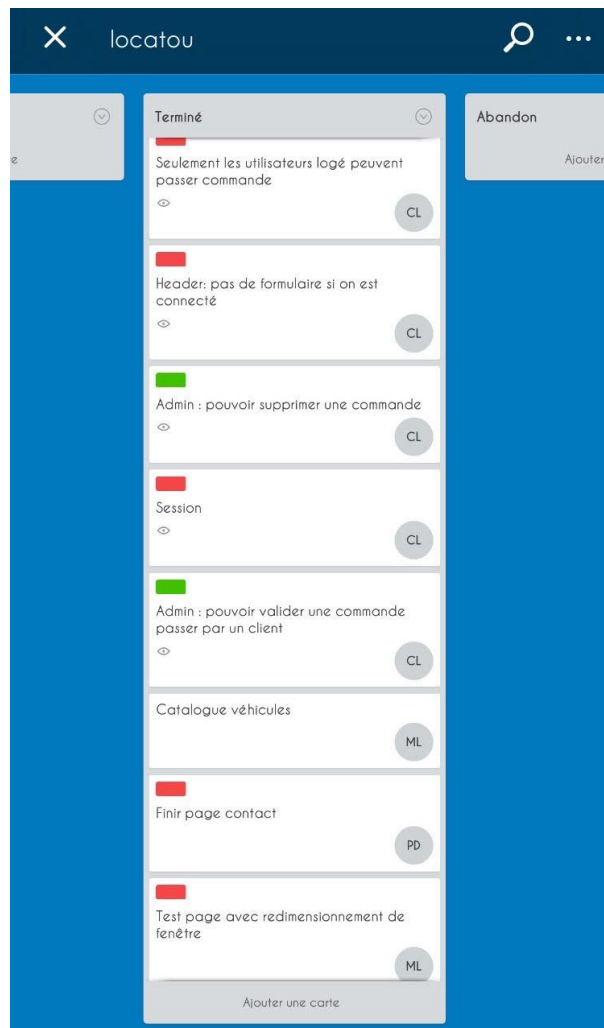 locatou
Terminé
Abandon
Ajouter
Seulement les utilisateurs logé peuvent
passer commande
CL
Header: pas de formulaire si on est
connecté
CL
Admin : pouvoir supprimer une commande
CL
Session
CL
Admin : pouvoir valider une commande
passer par un client
CL
Catalogue véhicules
ML
Finir page contact
PD
Test page avec redimensionnement de
fenêtre
ML
Ajouter une carte